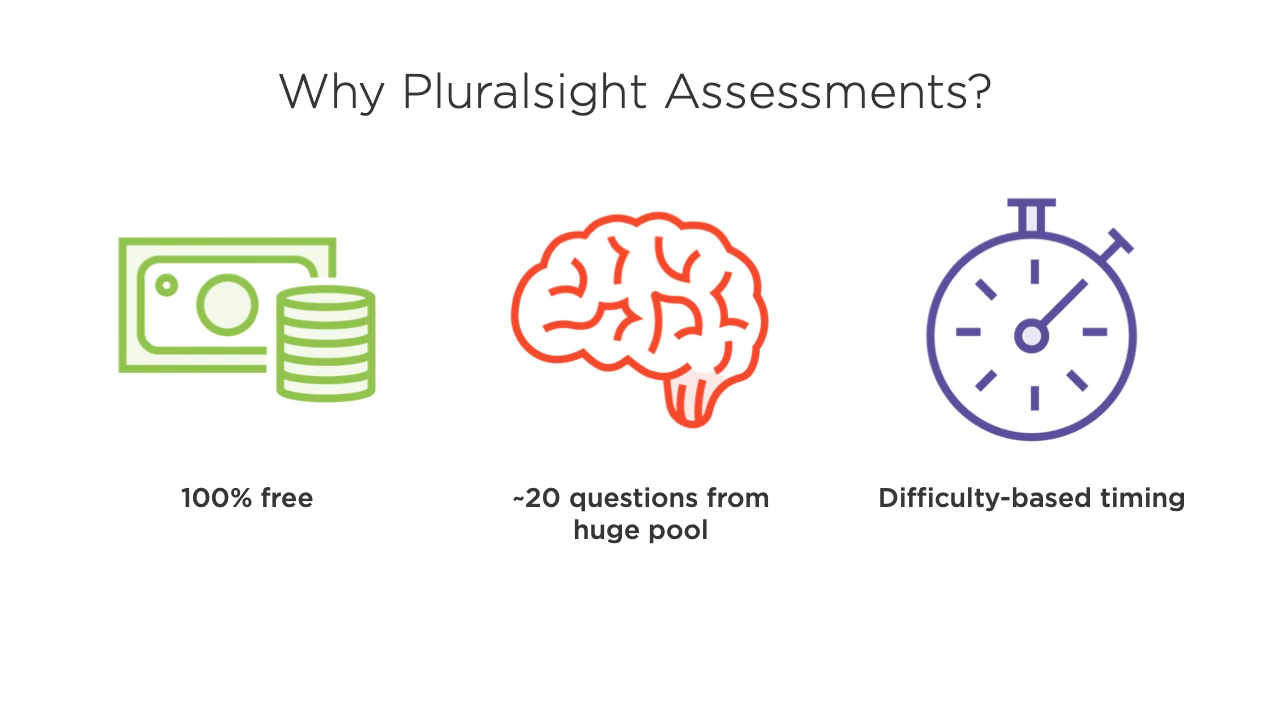 Why Pluralsight Assessments?
100% free
~20 questions from
huge pool
Difficulty-based timing